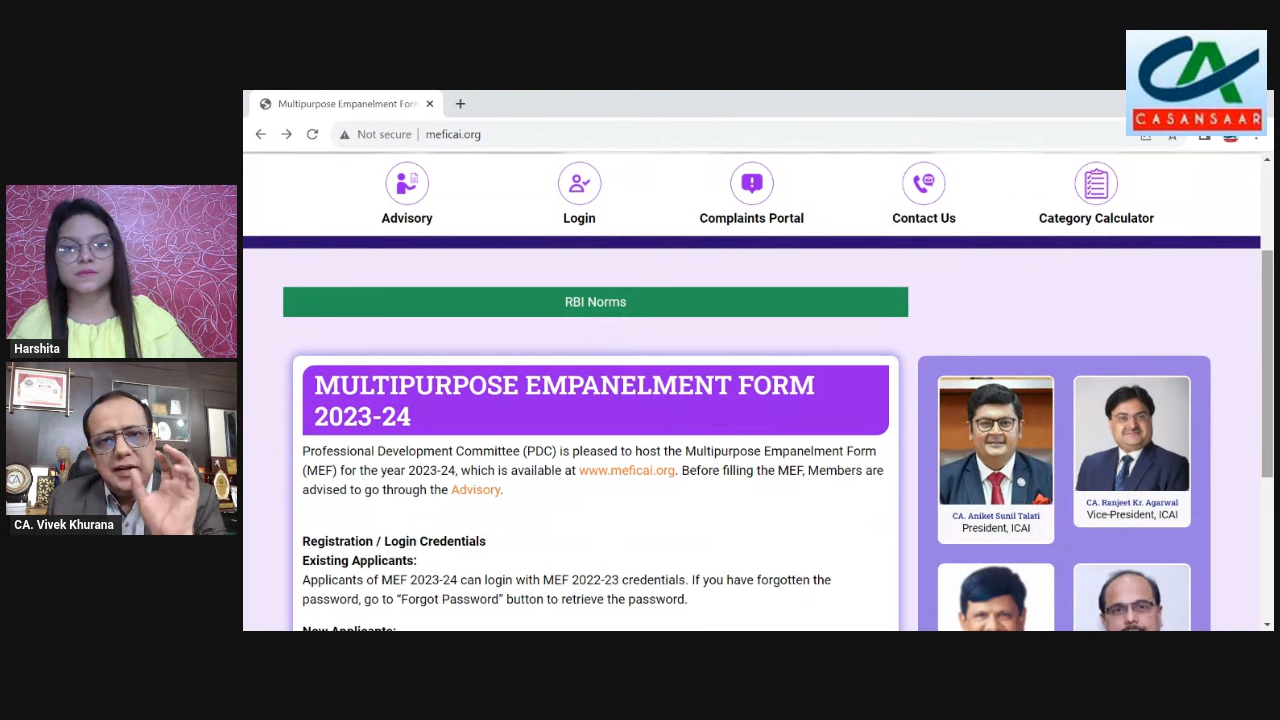 CASANSAAR
Multipurpose Empanelment Form
Not secure
meficai.org
Advisory
Login
Complaints Portal
Contact Us
Category Calculator
RBI Norms
MULTIPURPOSE EMPANELMENT FORM
2023-24
Professional Development Committee (PDC) is pleased to host the Multipurpose Empanelment Form
(MEF) for the year 2023-24, which is available at www.meficai.org. Before filling the MEF, Members are
advised to go through the Advisory.
Registration / Login Credentials
Existing Applicants:
Applicants of MEF 2023-24 can login with MEF 2022-23 credentials. If you have forgotten the
password, go to “Forgot Password” button to retrieve the password.
New Applicants:
CA. Aniket Sunil Talati
President, ICAI
CA. Ranjeet Kr. Agarwal
Vice-President, ICAI
Harshita
CA. Vivek Khurana